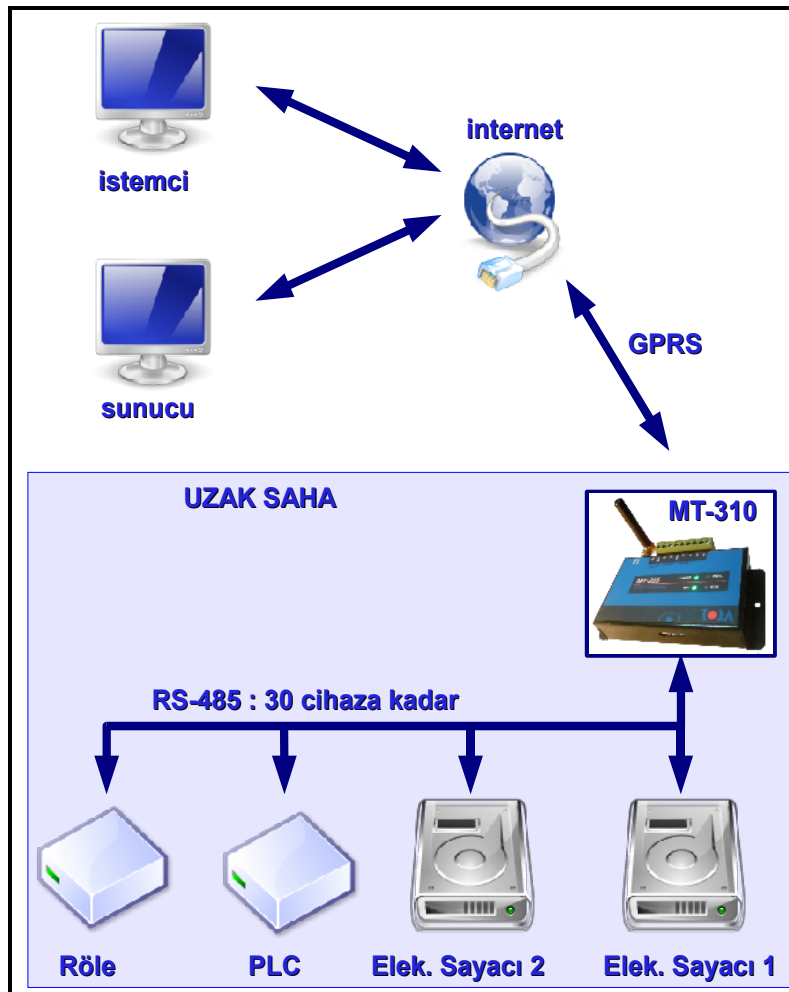 internet
istemci
GPRS
sunucu
UZAK SAHA
MT-310
RS-485 : 30 cihaza kadar
Röle
PLC
Elek. Sayacı 2
Elek. Sayacı 1